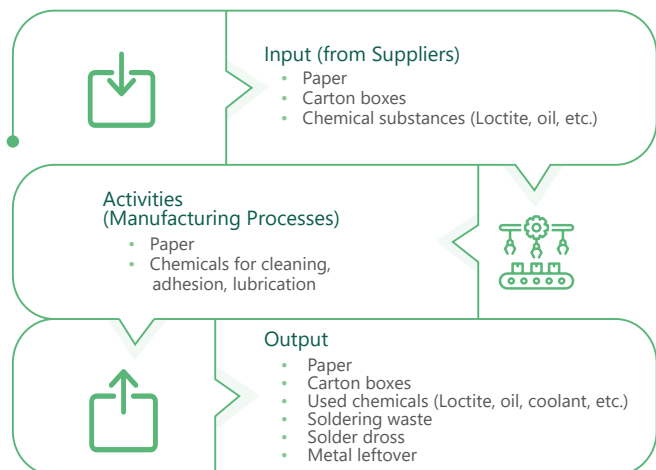 Input (from Suppliers)
• Paper
• Carton boxes
• Chemical substances (Loctite, oil, etc.)
Activities
(Manufacturing Processes)
• Paper
• Chemicals for cleaning,
adhesion, lubrication
Output
• Paper
• Carton boxes
• Used chemicals (Loctite, oil, coolant, etc.)
• Soldering waste
• Solder dross
• Metal leftover